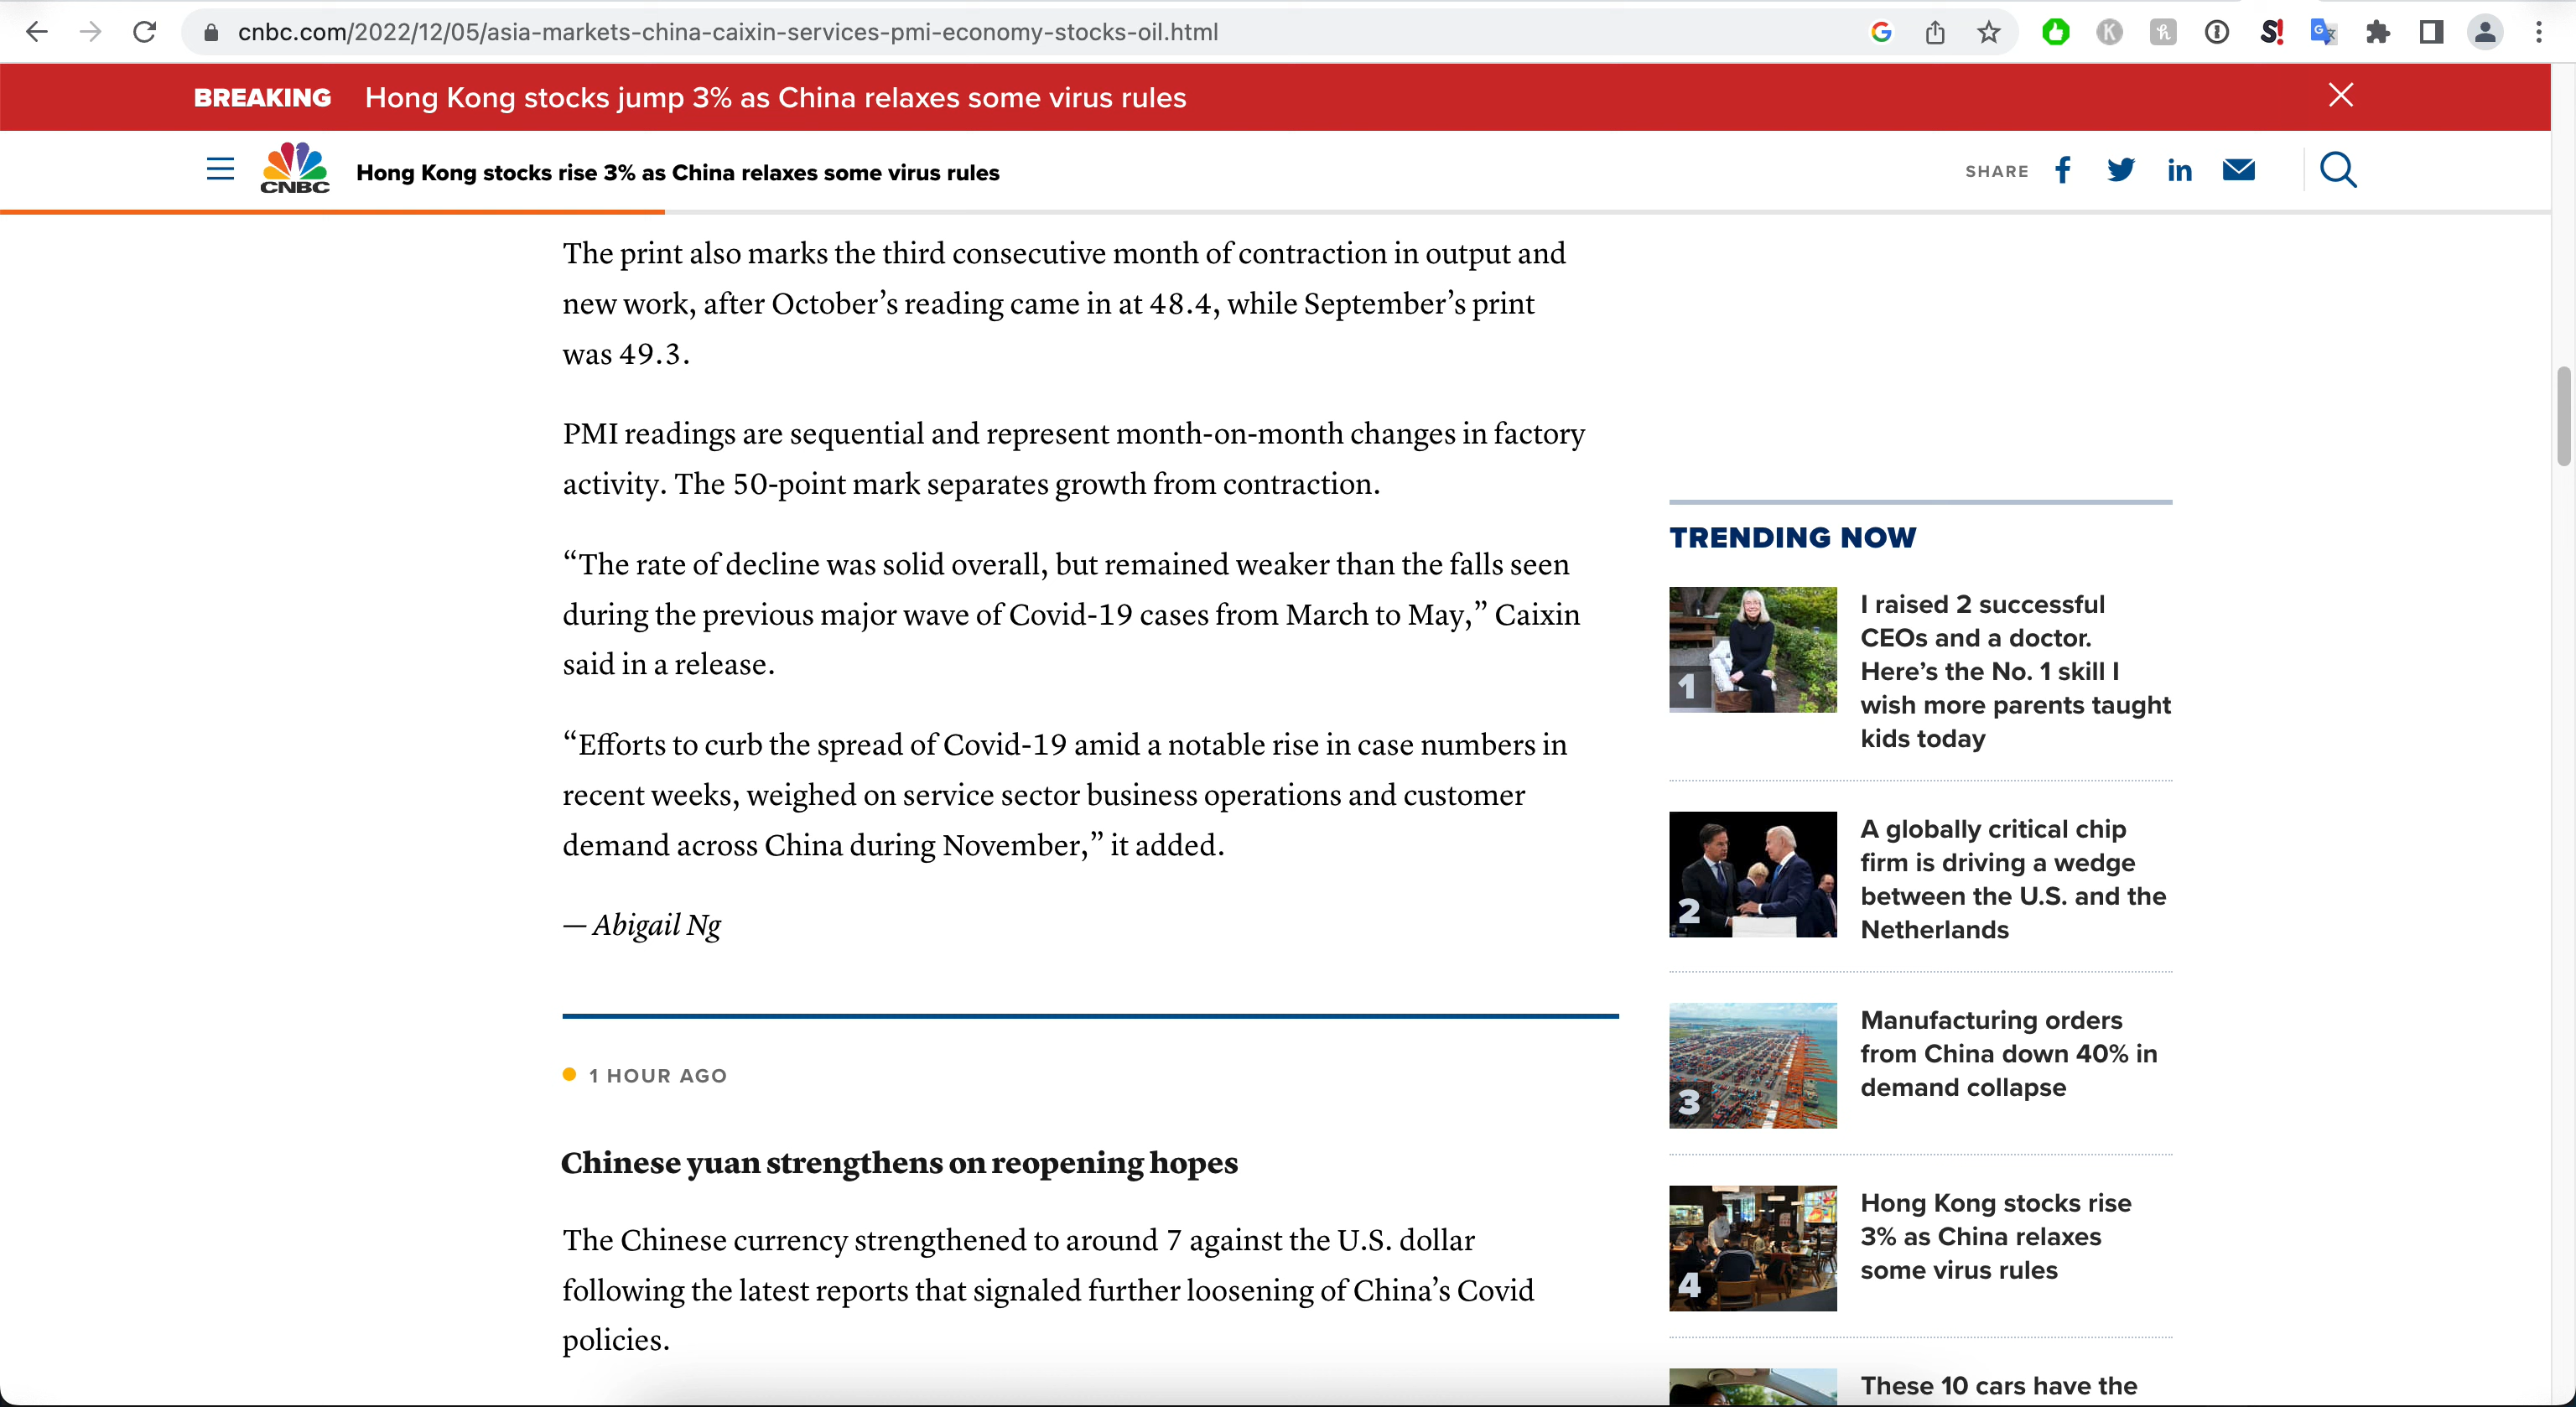 cnbc.com/2022/12/05/asia-markets-china-caixin-services-pmi-economy-stocks-oil.html
BREAKING Hong Kong stocks jump 3% as China relaxes some virus rules
CNBC
Hong Kong stocks rise 3% as China relaxes some virus rules
SHARE
The print also marks the third consecutive month of contraction in output and
new work, after October’s reading came in at 48.4, while September’s print
was 49.3.
PMI readings are sequential and represent month-on-month changes in factory
activity. The 50-point mark separates growth from contraction.
“The rate of decline was solid overall, but remained weaker than the falls seen
during the previous major wave of Covid-19 cases from March to May,” Caixin
said in a release.
“Efforts to curb the spread of Covid-19 amid a notable rise in case numbers in
recent weeks, weighed on service sector business operations and customer
demand across China during November,” it added.
— Abigail Ng
1 HOUR AGO
Chinese yuan strengthens on reopening hopes
The Chinese currency strengthened to around 7 against the U.S. dollar
following the latest reports that signaled further loosening of China’s Covid
policies.
TRENDING NOW
1
I raised 2 successful
CEOs and a doctor.
Here’s the No. 1 skill I
wish more parents taught
kids today
2
A globally critical chip
firm is driving a wedge
between the U.S. and the
Netherlands
3
Manufacturing orders
from China down 40% in
demand collapse
4
Hong Kong stocks rise
3% as China relaxes
some virus rules
These 10 cars have the